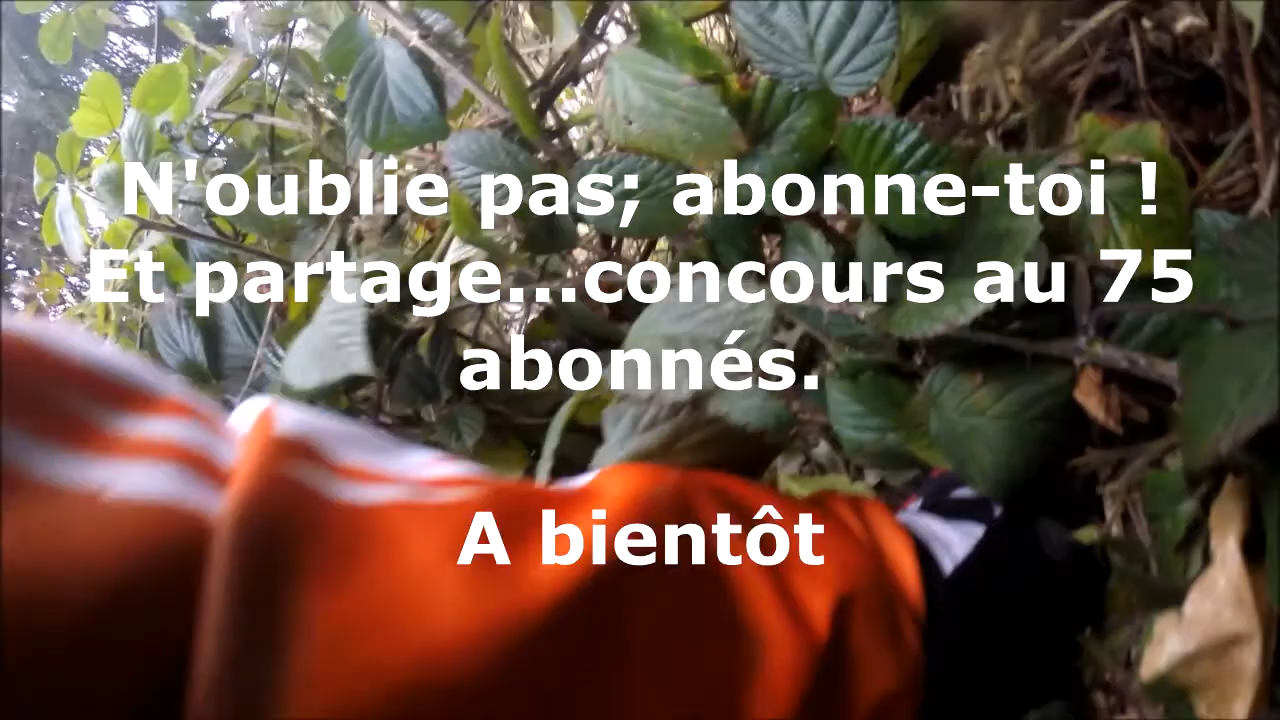 N'oublie pas; abonne-toi !
Et partage...concours au 75
abonnés.
A bientôt